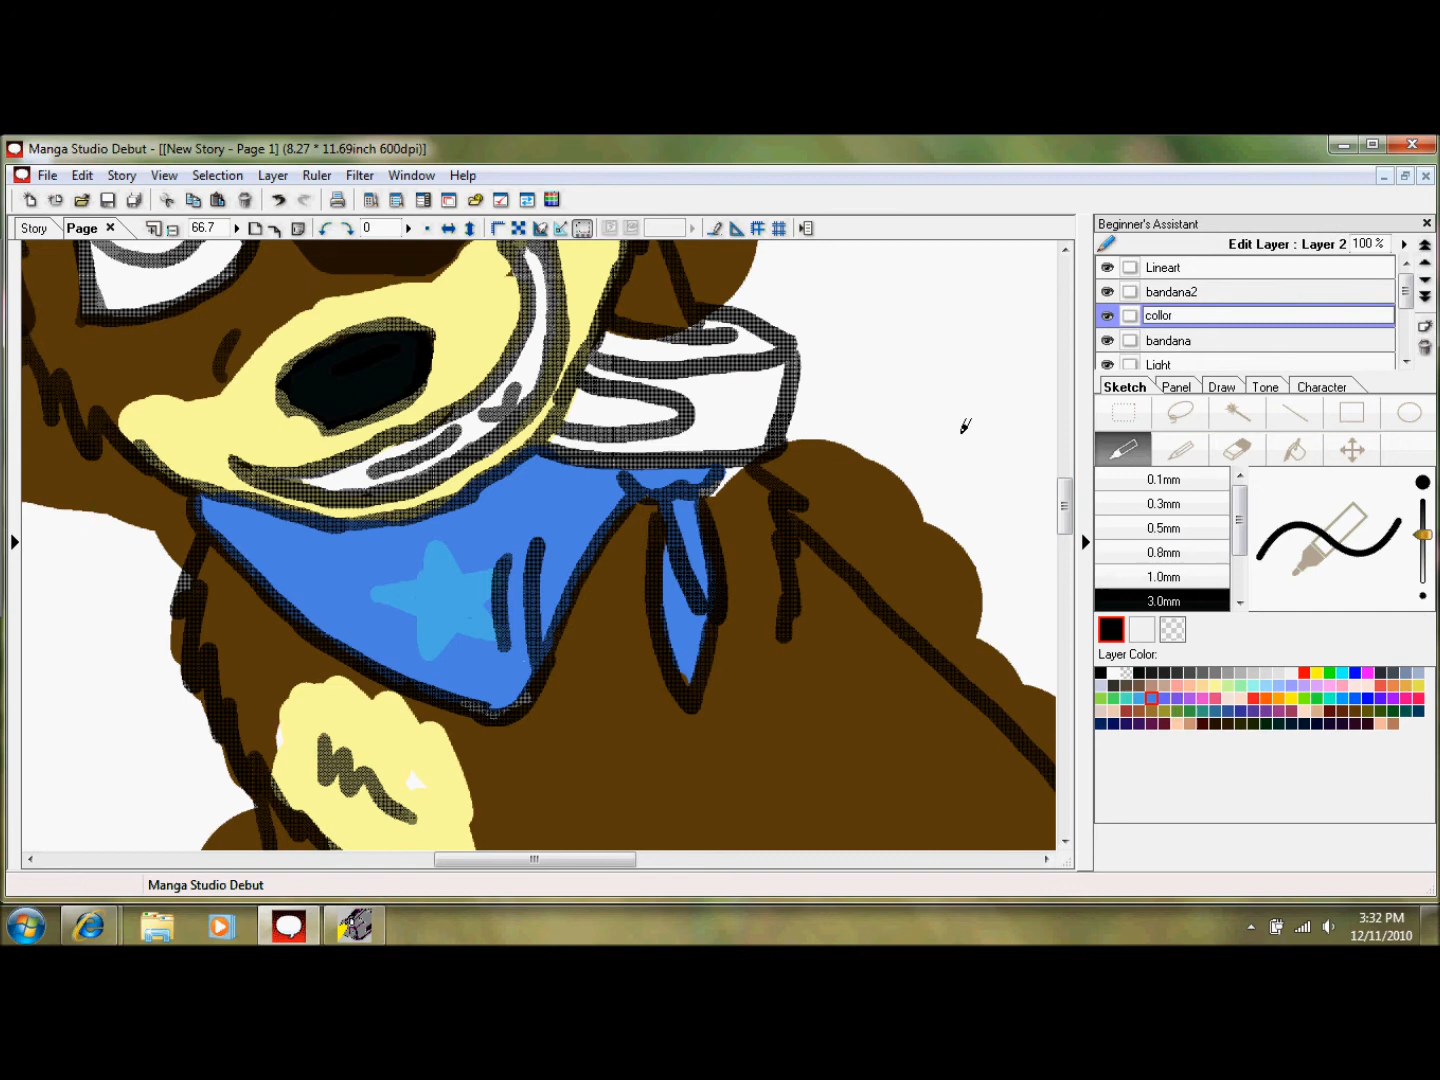 Manga Studio Debut - [[New Story - Page 1] (8.27 * 11.69inch 600dpi)]
File Edit Story View Selection Layer Ruler Filter Window Help
Story Page 66.7 0
Beginner's Assistant
Edit Layer : Layer 2 100 %
Lineart
bandana2
collor
bandana
Light
Sketch Panel Draw Tone Character
0.1mm
0.3mm
0.5mm
0.8mm
1.0mm
3.0mm
Layer Color:
Manga Studio Debut
3:32 PM
12/11/2010